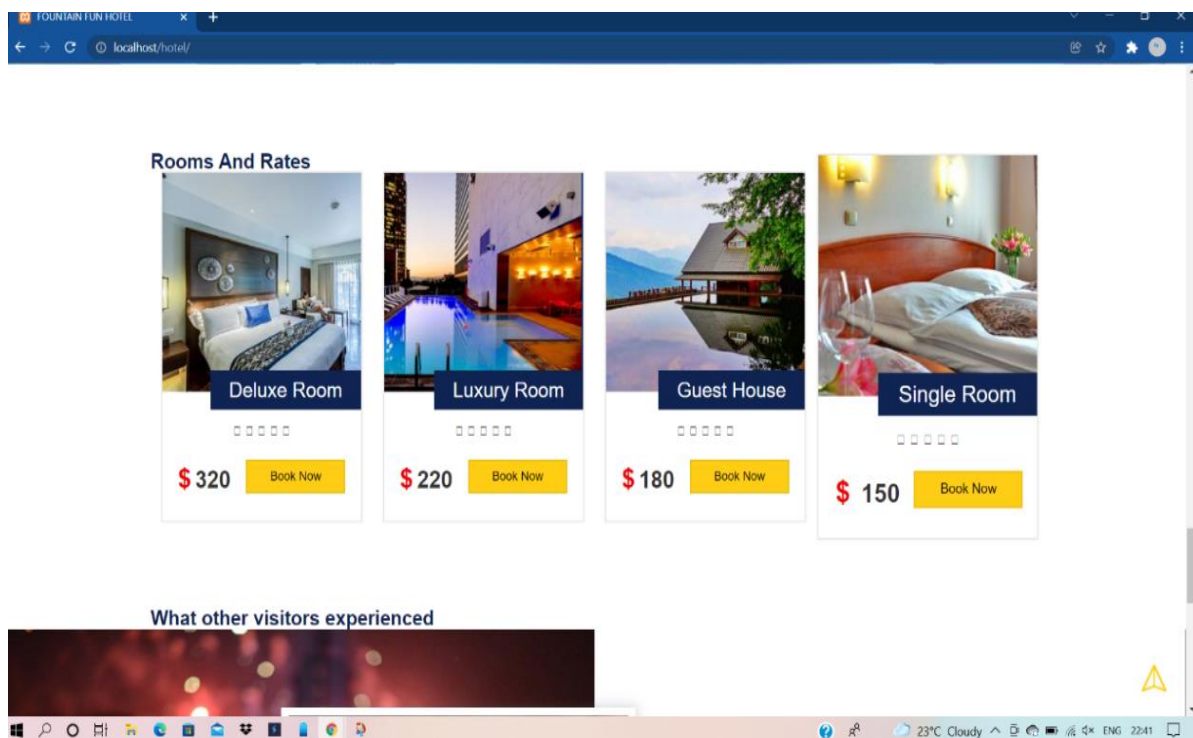 FOUNTAIN FUN HOTEL
localhost/hotel/
Rooms And Rates
Deluxe Room
$ 320
Book Now
Luxury Room
$ 220
Book Now
Guest House
$ 180
Book Now
Single Room
$ 150
Book Now
What other visitors experienced
23°C Cloudy
ENG
22:41